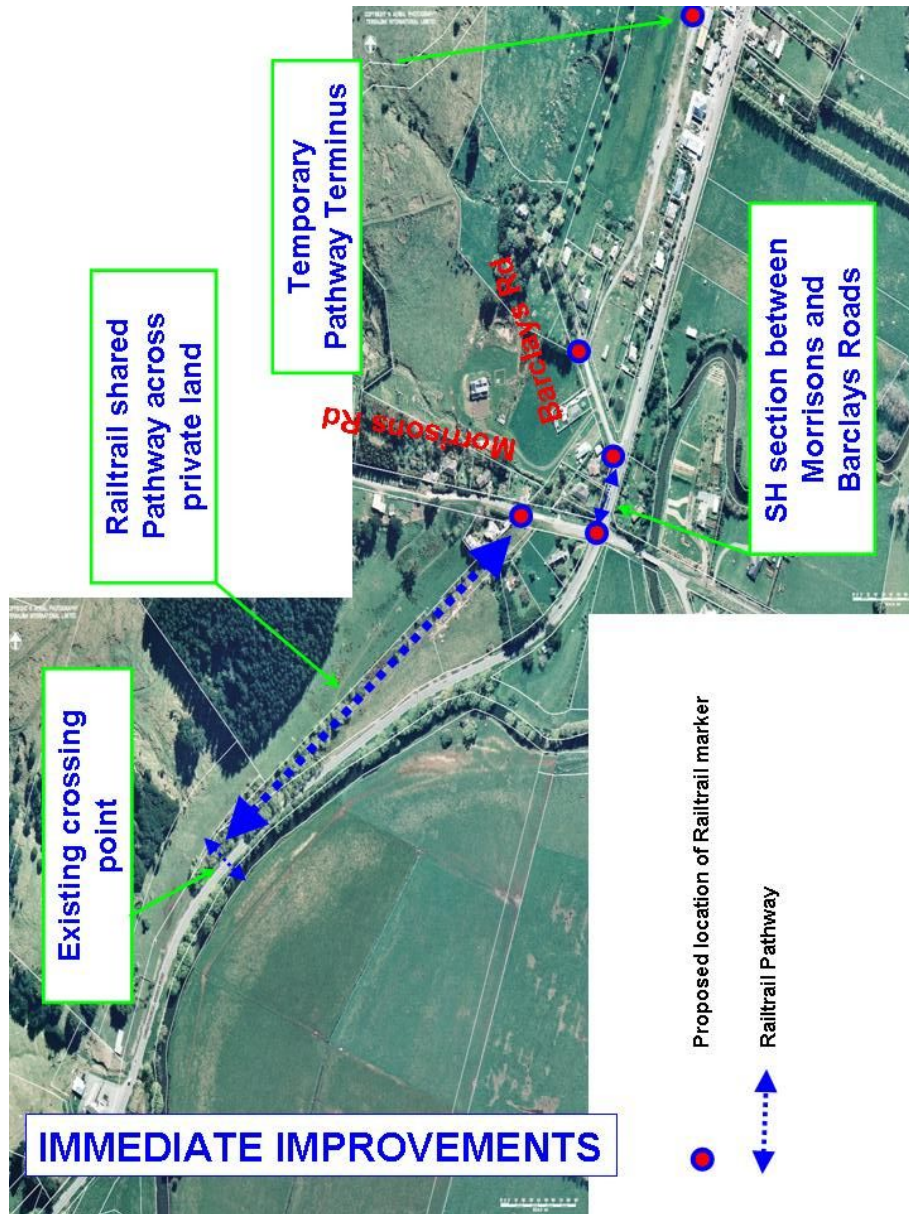 IMMEDIATE IMPROVEMENTS
Existing crossing
point
Railtrail shared
Pathway across
private land
Temporary
Pathway Terminus
Morrisons Rd
Barclays Rd
SH section between
Morrisons and
Barclays Roads
Proposed location of Railtrail marker
Railtrail Pathway